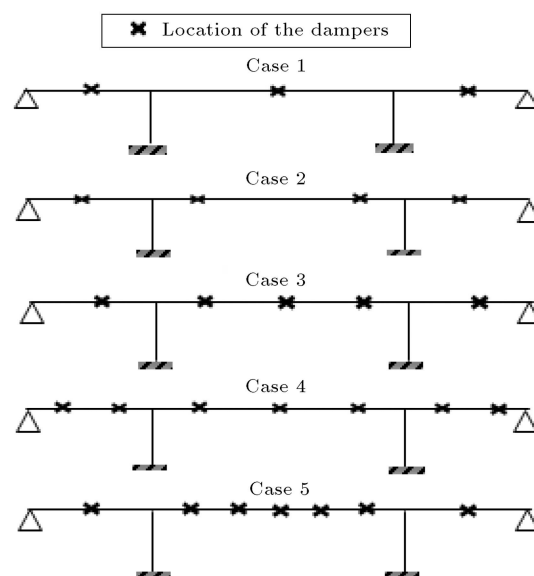 Location of the dampers
Case 1
Case 2
Case 3
Case 4
Case 5